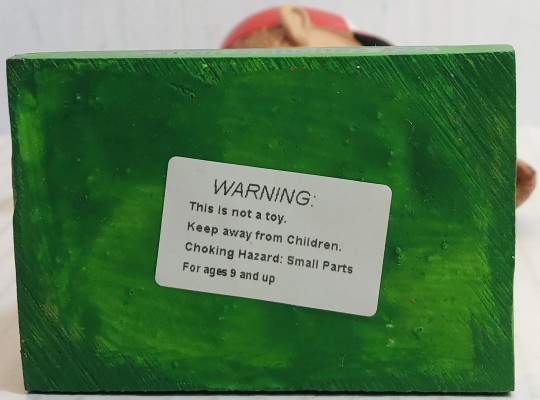 WARNING:
This is not a toy.
Keep away from Children.
Choking Hazard: Small Parts
For ages 9 and up